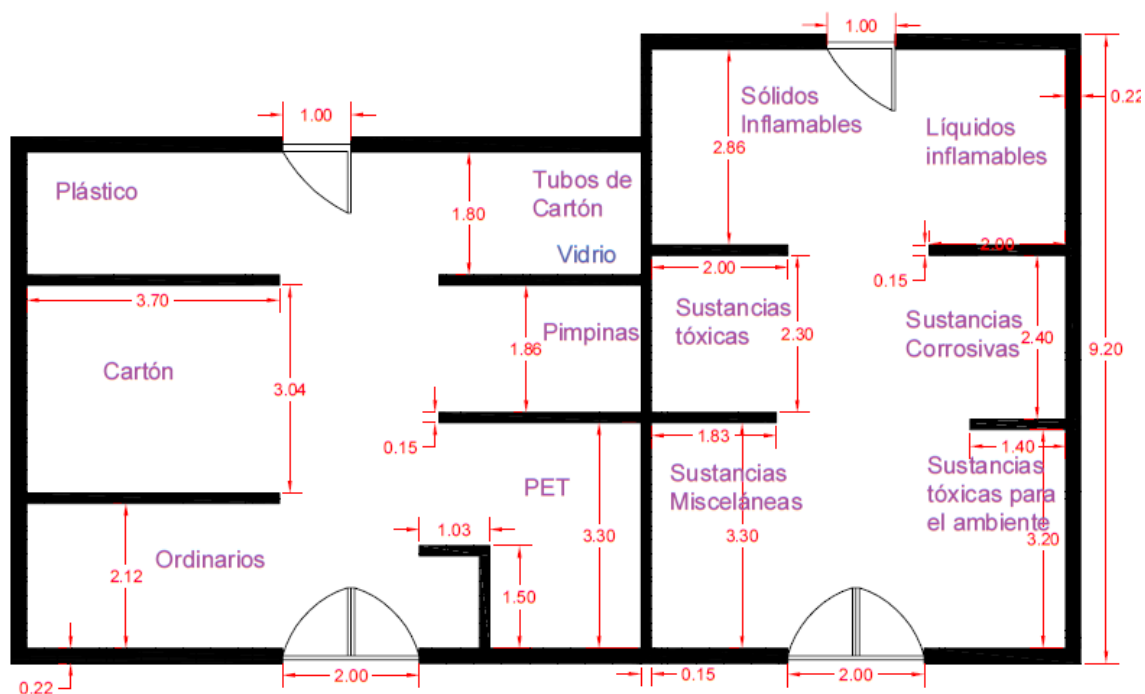 1.00
1.00
0.22
Sólidos
Inflamables
Líquidos
inflamables
2.86
Plástico
Tubos de
Cartón
1.80
Vidrio
2.00
0.15
2.00
3.70
Sustancias
tóxicas
2.30
Sustancias
Corrosivas
2.40
9.20
Pimpinas
1.86
Cartón
3.04
0.15
1.83
1.40
PET
Sustancias
Misceláneas
Sustancias
tóxicas para
el ambiente
3.30
3.30
3.20
1.03
Ordinarios
2.12
1.50
0.22
2.00
0.15
2.00